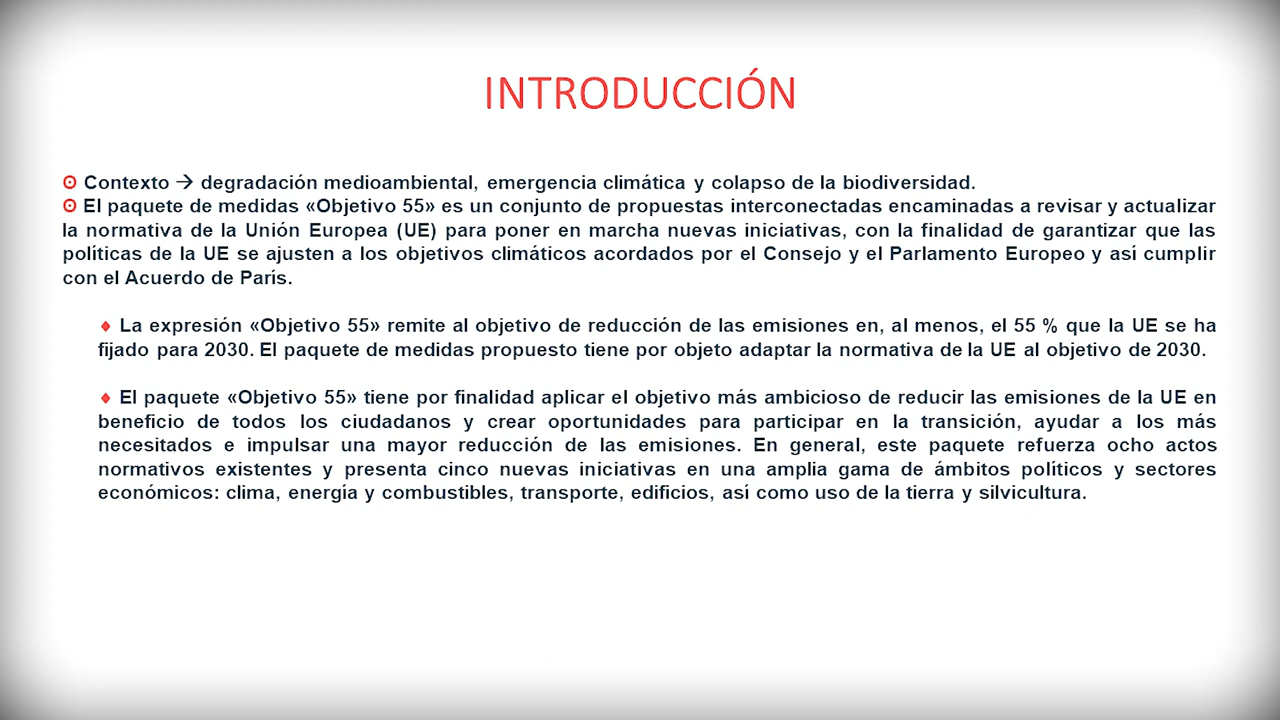 INTRODUCCIÓN
⊙ Contexto → degradación medioambiental, emergencia climática y colapso de la biodiversidad.
⊙ El paquete de medidas «Objetivo 55» es un conjunto de propuestas interconectadas encaminadas a revisar y actualizar
la normativa de la Unión Europea (UE) para poner en marcha nuevas iniciativas, con la finalidad de garantizar que las
políticas de la UE se ajusten a los objetivos climáticos acordados por el Consejo y el Parlamento Europeo y así cumplir
con el Acuerdo de París.
♦ La expresión «Objetivo 55» remite al objetivo de reducción de las emisiones en, al menos, el 55 % que la UE se ha
fijado para 2030. El paquete de medidas propuesto tiene por objeto adaptar la normativa de la UE al objetivo de 2030.
♦ El paquete «Objetivo 55» tiene por finalidad aplicar el objetivo más ambicioso de reducir las emisiones de la UE en
beneficio de todos los ciudadanos y crear oportunidades para participar en la transición, ayudar a los más
necesitados e impulsar una mayor reducción de las emisiones. En general, este paquete refuerza ocho actos
normativos existentes y presenta cinco nuevas iniciativas en una amplia gama de ámbitos políticos y sectores
económicos: clima, energía y combustibles, transporte, edificios, así como uso de la tierra y silvicultura.